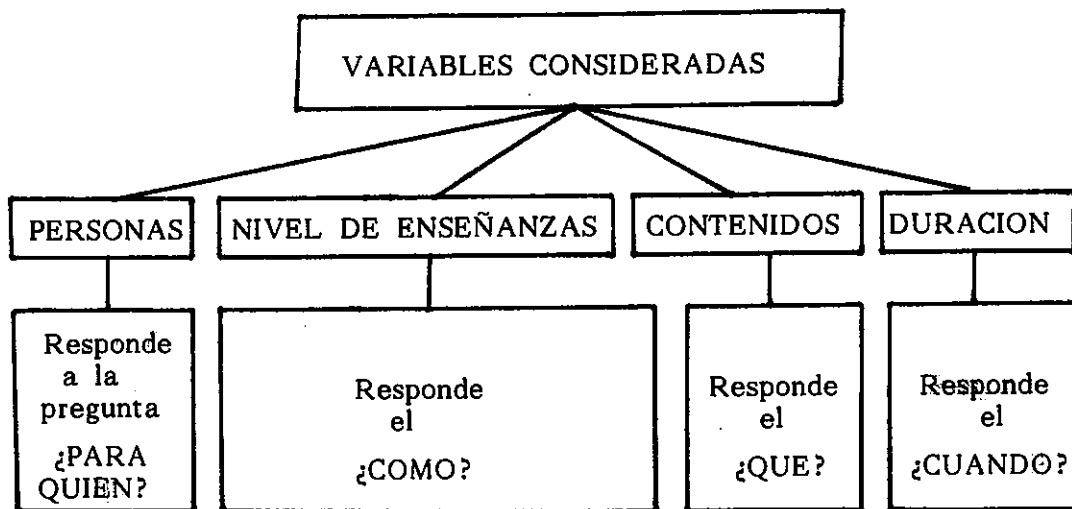 VARIABLES CONSIDERADAS
PERSONAS
NIVEL DE ENSEÑANZAS
CONTENIDOS
DURACION
Responde
a la
pregunta
¿PARA
QUIEN?
Responde
el
¿COMO?
Responde
el
¿QUE?
Responde
el
¿CUANDO?